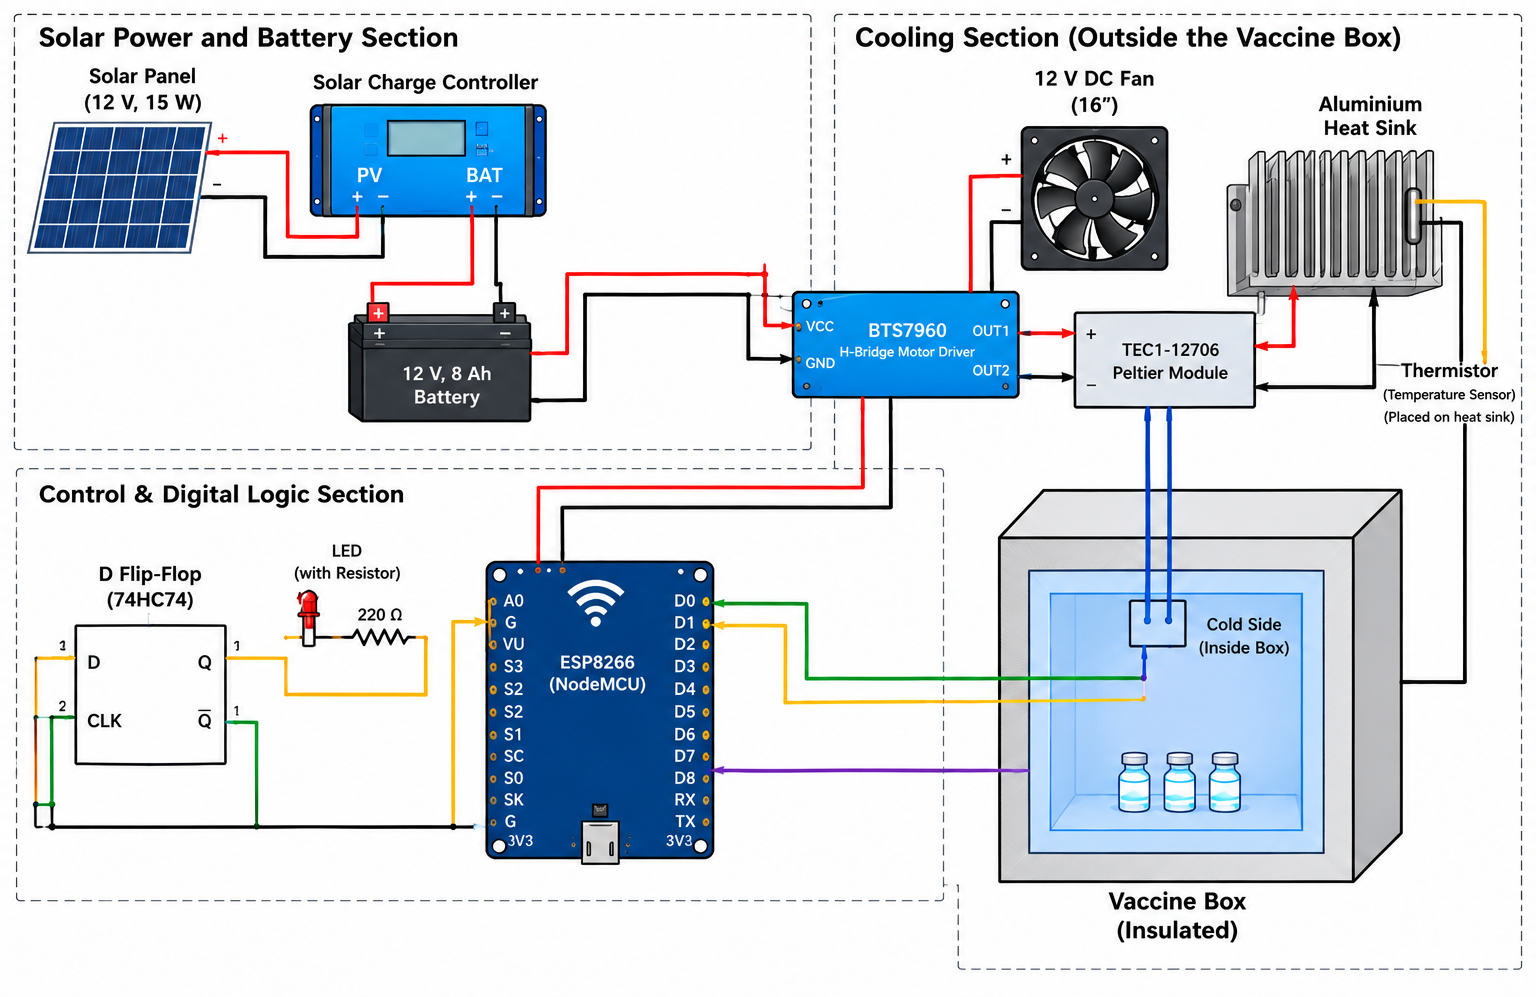 Solar Power and Battery Section
Solar Panel
(12 V, 15 W)
+
−
Solar Charge Controller
PV
BAT
+ −
+ −
+
+
+
−
12 V, 8 Ah
Battery
Cooling Section (Outside the Vaccine Box)
12 V DC Fan
(16”)
+
−
Aluminium
Heat Sink
VCC
GND
BTS7960
H-Bridge Motor Driver
OUT1
OUT2
+
−
TEC1-12706
Peltier Module
Thermistor
(Temperature Sensor)
(Placed on heat sink)
Control & Digital Logic Section
D Flip-Flop
(74HC74)
LED
(with Resistor)
220 Ω
D
2
CLK
Q
1
Q̅
1
A0
G
VU
S3
S2
S2
S1
SC
S0
SK
G
3V3
ESP8266
(NodeMCU)
D0
D1
D2
D3
D4
D5
D6
D7
D8
RX
TX
3V3
Cold Side
(Inside Box)
Vaccine Box
(Insulated)